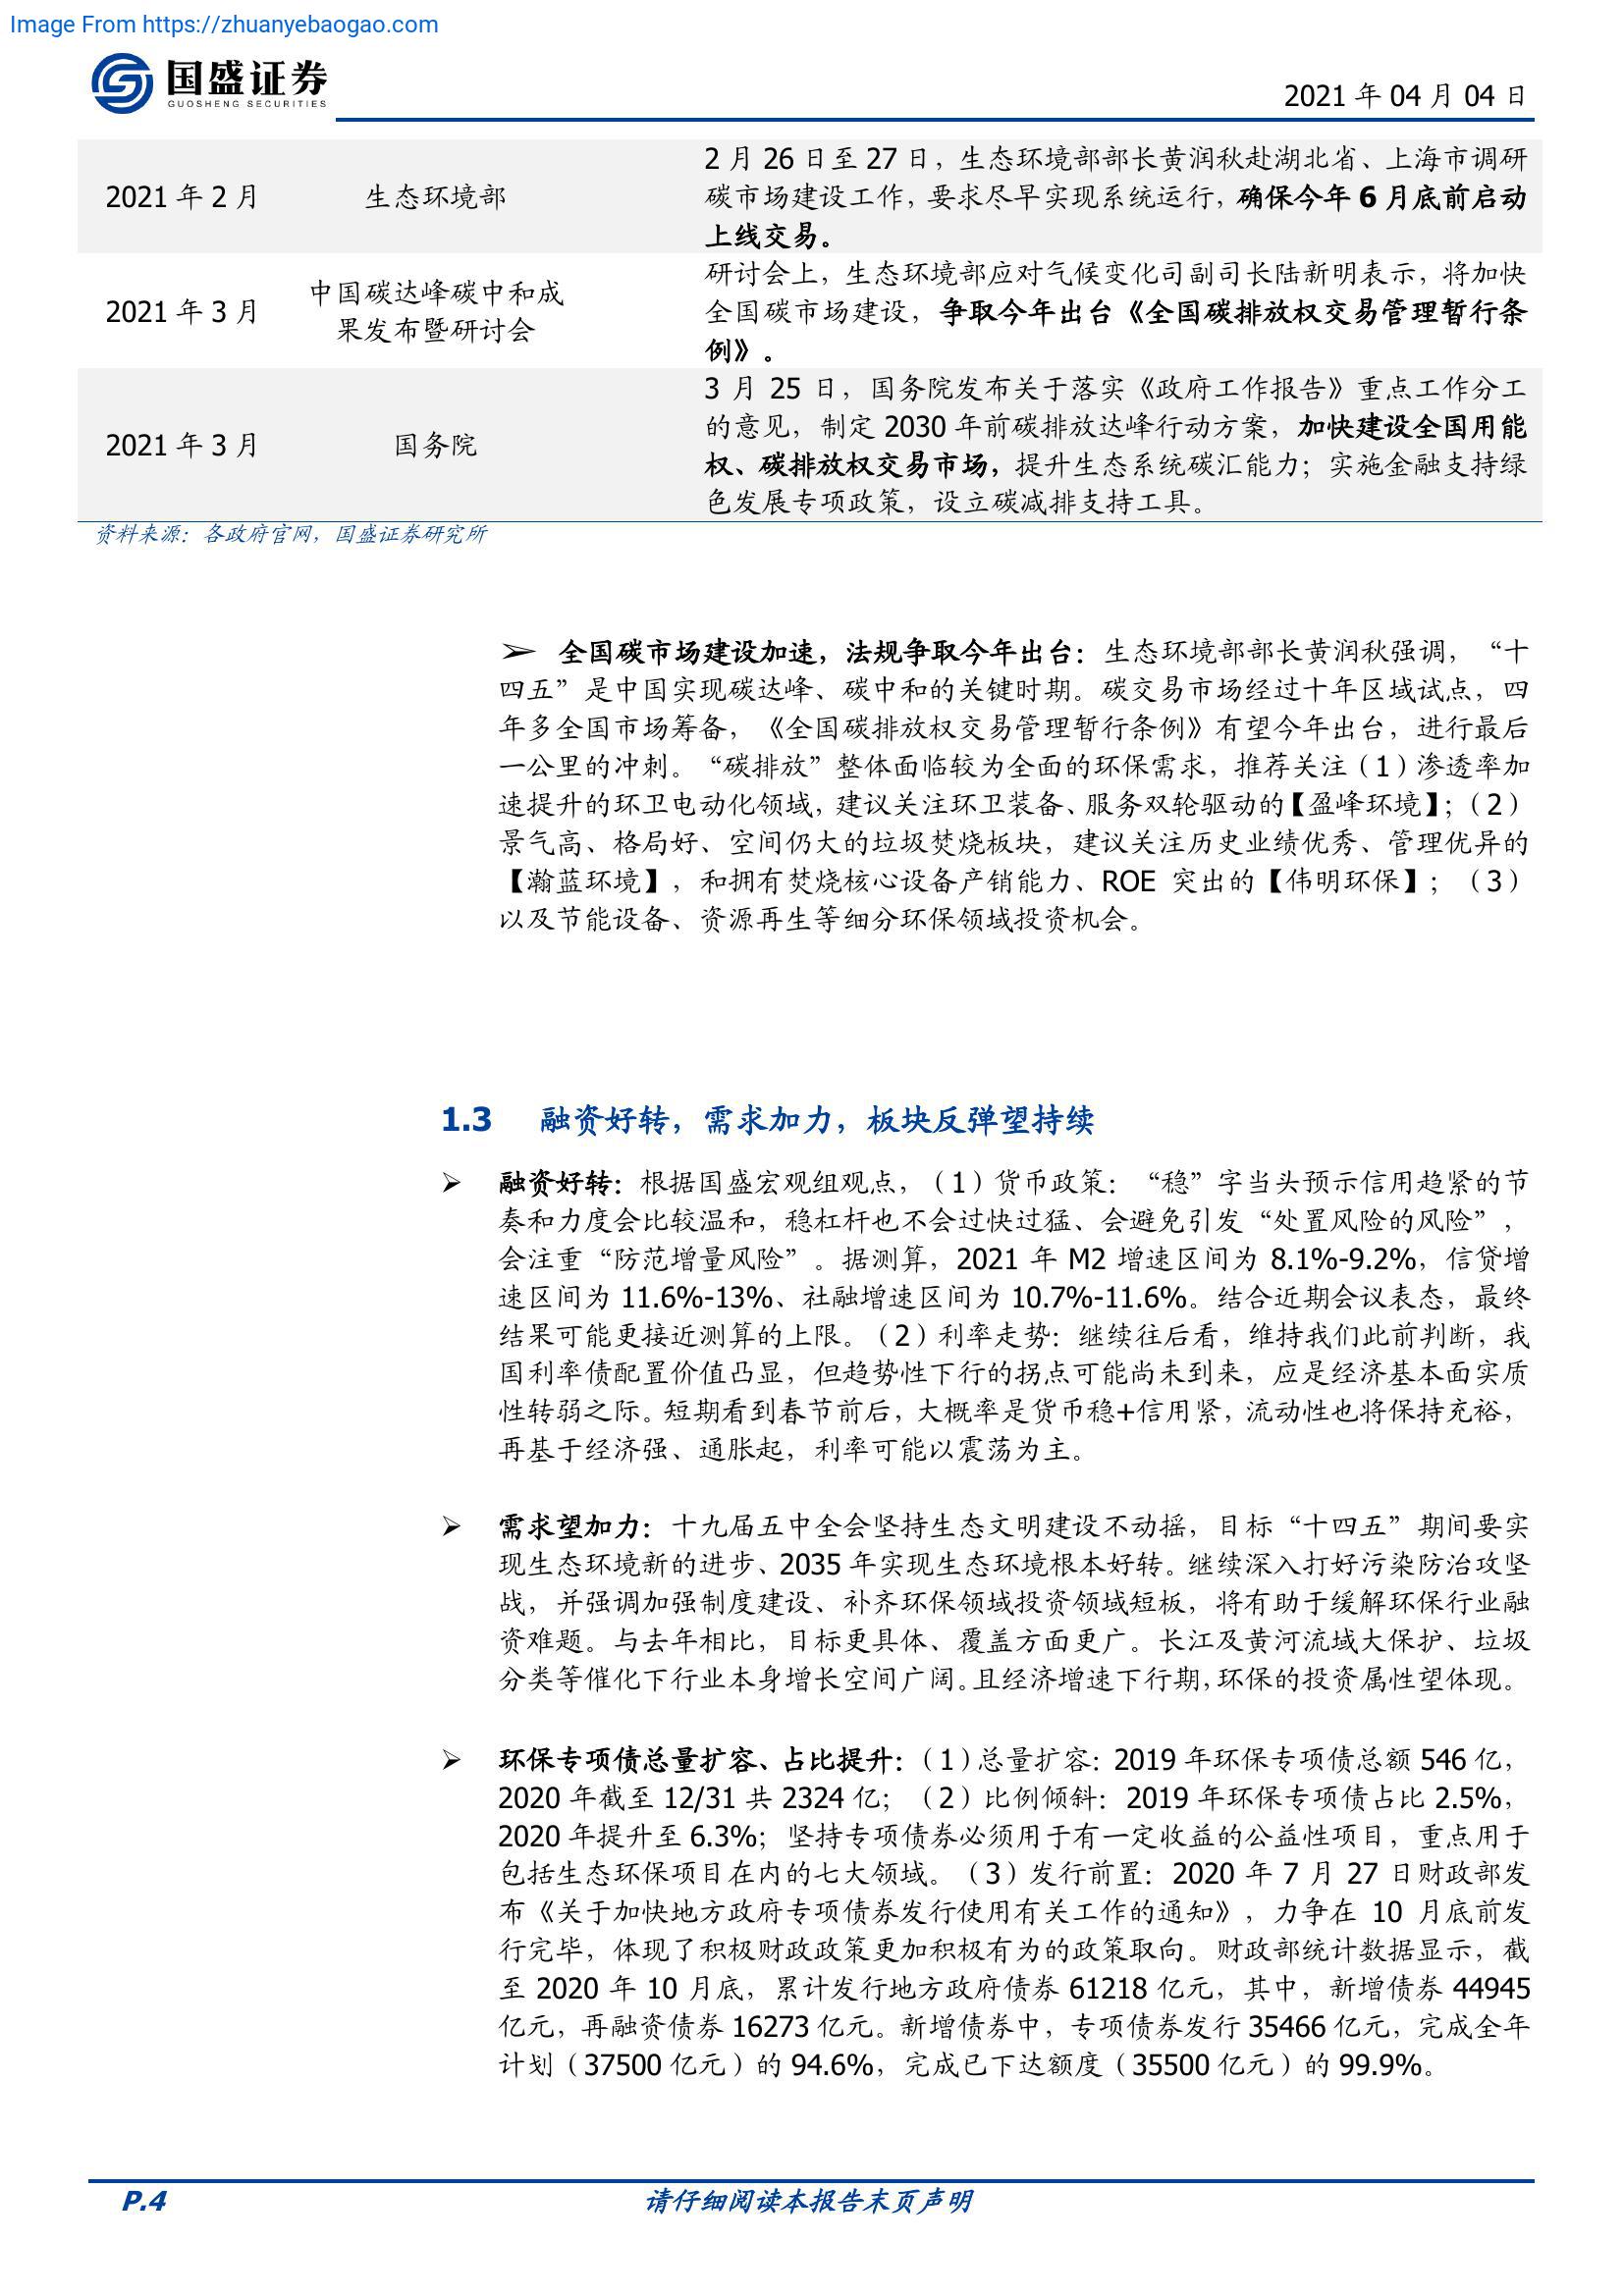 Image From https://zhuanyebaogao.com
国盛证券
GUOSHENG SECURITIES
2021 年 04 月 04 日
2021 年 2 月
生态环境部
2 月 26 日至 27 日，生态环境部部长黄润秋赴湖北省、上海市调研
碳市场建设工作，要求尽早实现系统运行，确保今年 6 月底前启动
上线交易。
2021 年 3 月
中国碳达峰碳中和成
果发布暨研讨会
研讨会上，生态环境部应对气候变化司副司长陆新明表示，将加快
全国碳市场建设，争取今年出台《全国碳排放权交易管理暂行条
例》。
2021 年 3 月
国务院
3 月 25 日，国务院发布关于落实《政府工作报告》重点工作分工
的意见，制定 2030 年前碳排放达峰行动方案，加快建设全国用能
权、碳排放权交易市场，提升生态系统碳汇能力；实施金融支持绿
色发展专项政策，设立碳减排支持工具。
资料来源：各政府官网，国盛证券研究所
➢ 全国碳市场建设加速，法规争取今年出台：生态环境部部长黄润秋强调，“十
四五”是中国实现碳达峰、碳中和的关键时期。碳交易市场经过十年区域试点，四
年多全国市场筹备，《全国碳排放权交易管理暂行条例》有望今年出台，进行最后
一公里的冲刺。“碳排放”整体面临较为全面的环保需求，推荐关注（1）渗透率加
速提升的环卫电动化领域，建议关注环卫装备、服务双轮驱动的【盈峰环境】；（2）
景气高、格局好、空间仍大的垃圾焚烧板块，建议关注历史业绩优秀、管理优异的
【瀚蓝环境】，和拥有焚烧核心设备产销能力、ROE 突出的【伟明环保】；（3）
以及节能设备、资源再生等细分环保领域投资机会。
1.3 融资好转，需求加力，板块反弹望持续
➢ 融资好转：根据国盛宏观组观点，（1）货币政策：“稳”字当头预示信用趋紧的节
奏和力度会比较温和，稳杠杆也不会过快过猛、会避免引发“处置风险的风险”，
会注重“防范增量风险”。据测算，2021 年 M2 增速区间为 8.1%-9.2%，信贷增
速区间为 11.6%-13%、社融增速区间为 10.7%-11.6%。结合近期会议表态，最终
结果可能更接近测算的上限。（2）利率走势：继续往后看，维持我们此前判断，我
国利率债配置价值凸显，但趋势性下行的拐点可能尚未到来，应是经济基本面实质
性转弱之际。短期看到春节前后，大概率是货币稳+信用紧，流动性也将保持充裕，
再基于经济强、通胀起，利率可能以震荡为主。
➢ 需求望加力：十九届五中全会坚持生态文明建设不动摇，目标“十四五”期间要实
现生态环境新的进步、2035 年实现生态环境根本好转。继续深入打好污染防治攻坚
战，并强调加强制度建设、补齐环保领域投资领域短板，将有助于缓解环保行业融
资难题。与去年相比，目标更具体、覆盖方面更广。长江及黄河流域大保护、垃圾
分类等催化下行业本身增长空间广阔。且经济增速下行期，环保的投资属性望体现。
➢ 环保专项债总量扩容、占比提升：（1）总量扩容：2019 年环保专项债总额 546 亿，
2020 年截至 12/31 共 2324 亿；（2）比例倾斜：2019 年环保专项债占比 2.5%，
2020 年提升至 6.3%；坚持专项债券必须用于有一定收益的公益性项目，重点用于
包括生态环保项目在内的七大领域。（3）发行前置：2020 年 7 月 27 日财政部发
布《关于加快地方政府专项债券发行使用有关工作的通知》，力争在 10 月底前发
行完毕，体现了积极财政政策更加积极有为的政策取向。财政部统计数据显示，截
至 2020 年 10 月底，累计发行地方政府债券 61218 亿元，其中，新增债券 44945
亿元，再融资债券 16273 亿元。新增债券中，专项债券发行 35466 亿元，完成全年
计划（37500 亿元）的 94.6%，完成已下达额度（35500 亿元）的 99.9%。
P.4
请仔细阅读本报告末页声明